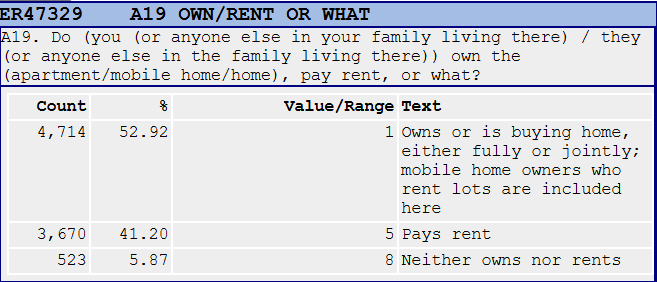 ER47329 A19 OWN/RENT OR WHAT
A19. Do (you (or anyone else in your family living there) / they
(or anyone else in the family living there)) own the
(apartment/mobile home/home), pay rent, or what?
Count % Value/Range Text
4,714 52.92 1 Owns or is buying home,
either fully or jointly;
mobile home owners who
rent lots are included
here
3,670 41.20 5 Pays rent
523 5.87 8 Neither owns nor rents